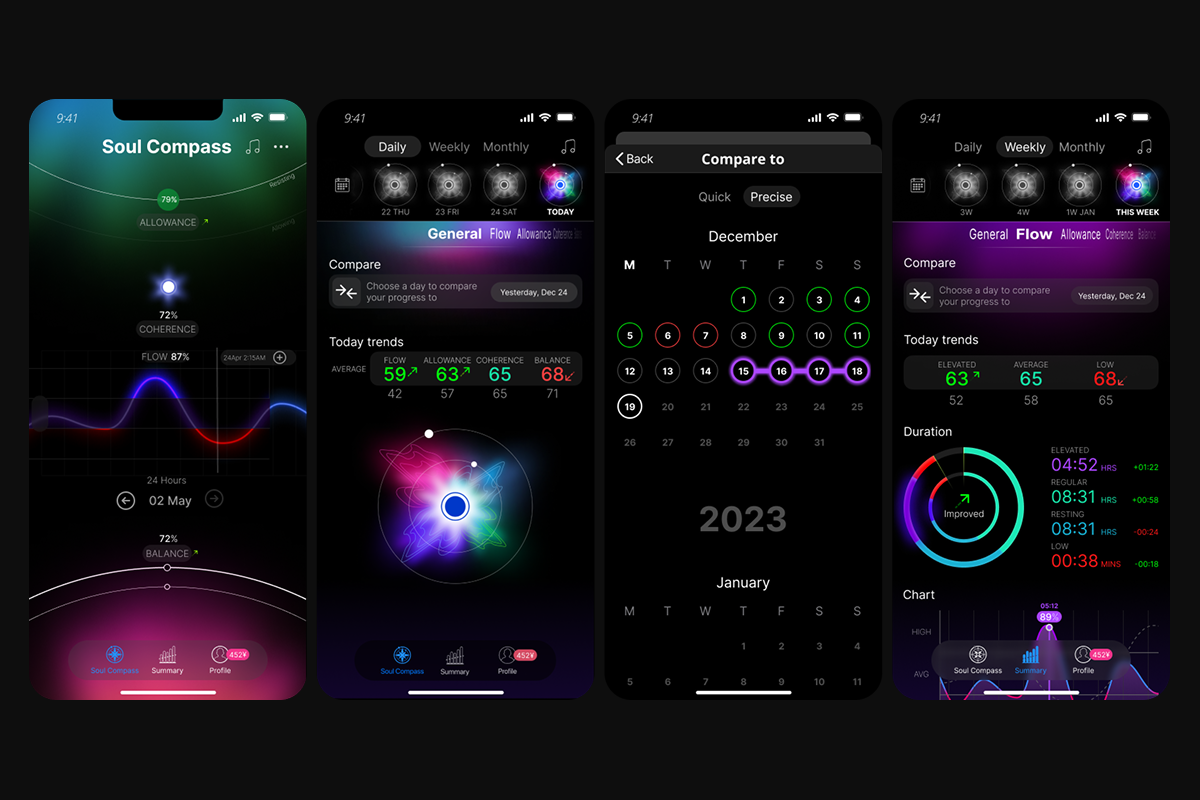 9:41
Soul Compass
Resisting
79%
ALLOWANCE
Allowing
72%
COHERENCE
FLOW 87%
24Apr 2:15AM
24 Hours
02 May
72%
BALANCE
Soul Compass Summary Profile 452¥
9:41
Daily Weekly Monthly
22 THU 23 FRI 24 SAT TODAY
General Flow Allowance Coherence
Compare
Choose a day to compare
your progress to
Yesterday, Dec 24
Today trends
FLOW ALLOWANCE COHERENCE BALANCE
AVERAGE 59 63 65 68
42 57 65 71
Soul Compass Summary Profile 452¥
9:41
Back Compare to
Quick Precise
December
M T W T F S S
1 2 3 4
5 6 7 8 9 10 11
12 13 14 15 16 17 18
19 20 21 22 23 24 25
26 27 28 29 30 31
2023
January
M T W T F S S
1 2 3 4
5 6 7 8 9 10 11
9:41
Daily Weekly Monthly
3W 4W 1W JAN THIS WEEK
General Flow Allowance Coherence Balance
Compare
Choose a day to compare
your progress to
Yesterday, Dec 24
Today trends
ELEVATED AVERAGE LOW
63 65 68
52 58 65
Duration
Improved
ELEVATED
04:52 HRS +01:22
REGULAR
08:31 HRS +00:58
RESTING
08:31 HRS -00:24
LOW
00:38 MINS -00:18
Chart
05:12
89%
HIGH
AVG
Soul Compass Summary Profile 452¥